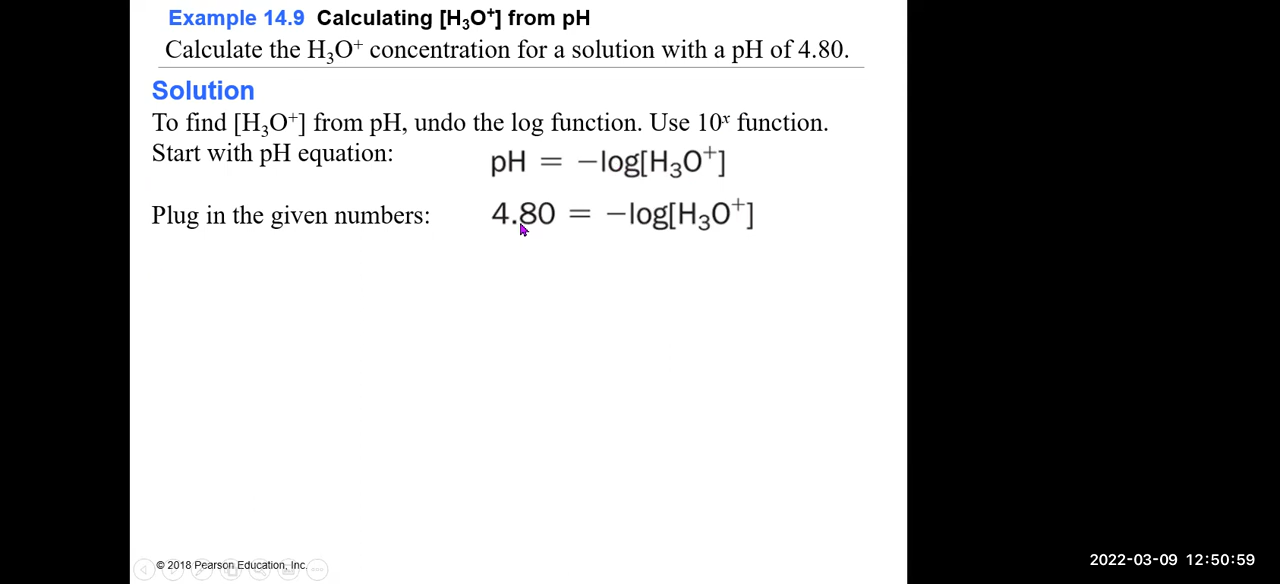 Example 14.9 Calculating [H₃O⁺] from pH
Calculate the H₃O⁺ concentration for a solution with a pH of 4.80.
Solution
To find [H₃O⁺] from pH, undo the log function. Use 10ˣ function.
Start with pH equation: pH = −log[H₃O⁺]
Plug in the given numbers: 4.80 = −log[H₃O⁺]
© 2018 Pearson Education, Inc.
2022-03-09 12:50:59